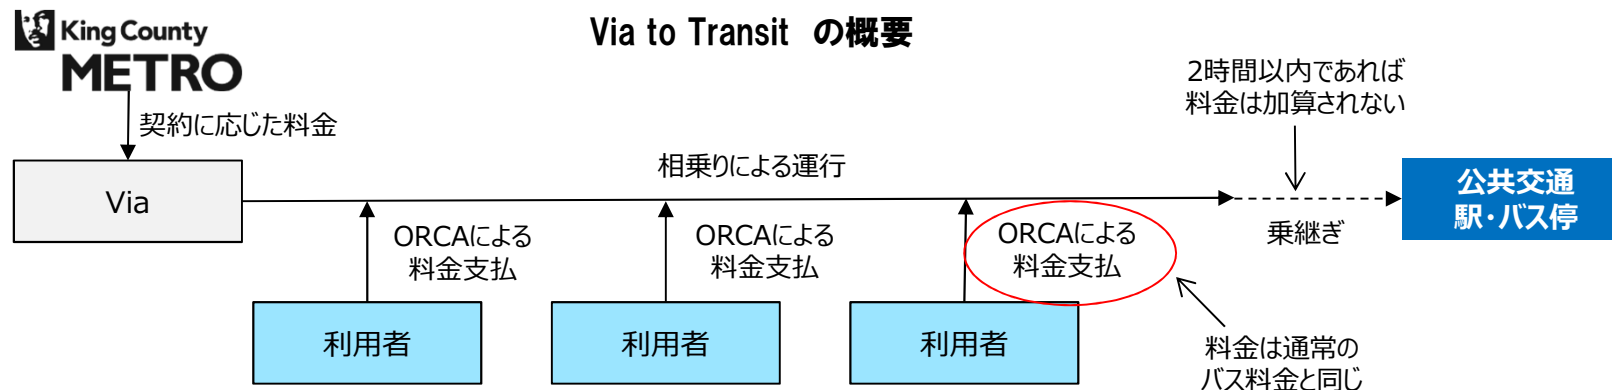 King County
METRO
Via to Transit の概要
2時間以内であれば
料金は加算されない
契約に応じた料金
相乗りによる運行
Via
公共交通
駅・バス停
ORCAによる
料金支払
ORCAによる
料金支払
ORCAによる
料金支払
乗継ぎ
利用者
利用者
利用者
料金は通常の
バス料金と同じ